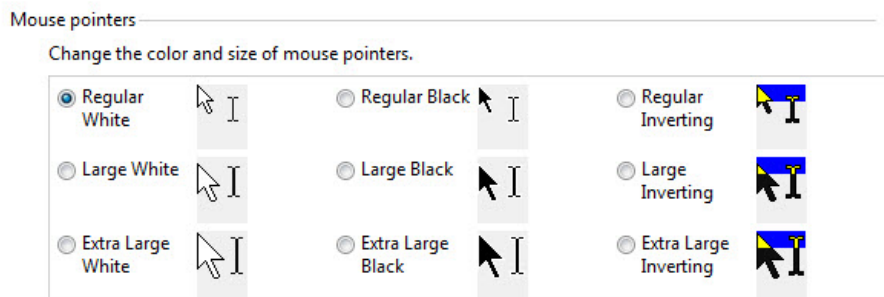 Mouse pointers
Change the color and size of mouse pointers.
Regular
White
Regular Black
Regular
Inverting
Large White
Large Black
Large
Inverting
Extra Large
White
Extra Large
Black
Extra Large
Inverting